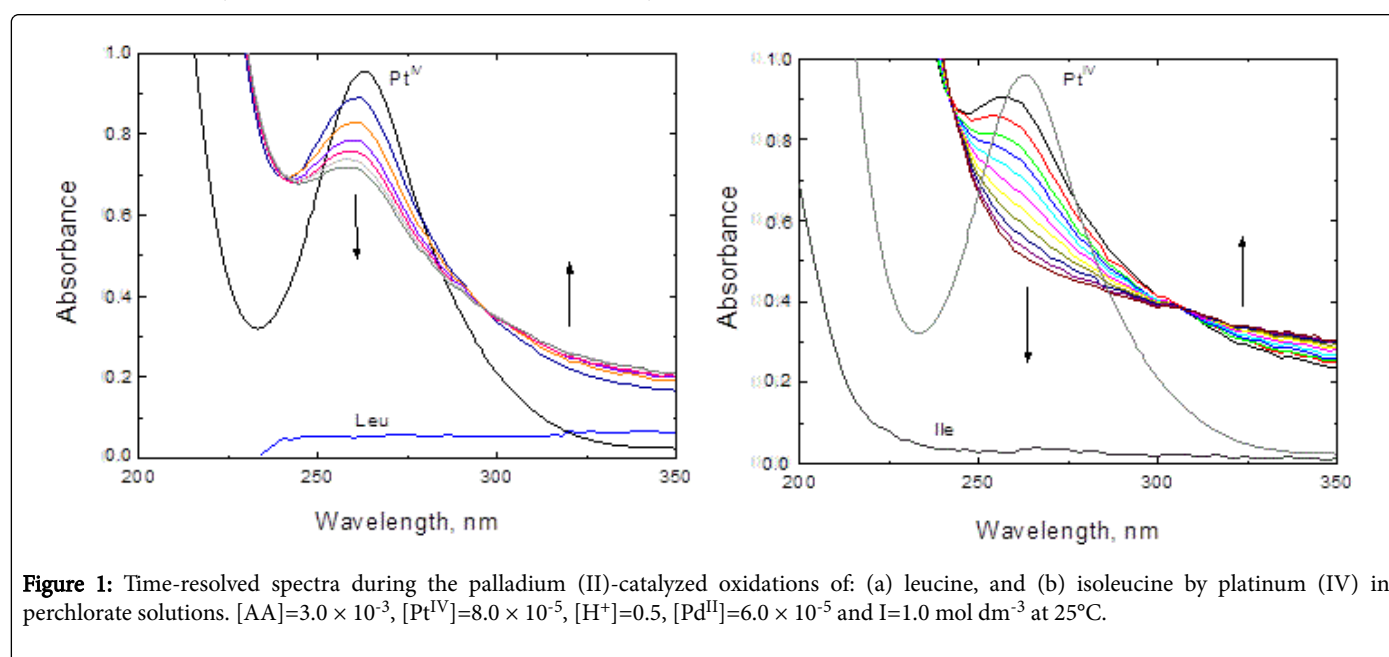 1.0
0.8
0.6
0.4
0.2
0.0
Absorbance
Pt^IV
Leu
200 250 300 350
Wavelength, nm
1.0
0.8
0.6
0.4
0.2
0.0
Absorbance
Pt^IV
Ile
200 250 300 350
Wavelength, nm
Figure 1: Time-resolved spectra during the palladium (II)-catalyzed oxidations of: (a) leucine, and (b) isoleucine by platinum (IV) in
perchlorate solutions. [AA]=3.0 × 10⁻³, [Pt^IV]=8.0 × 10⁻⁵, [H⁺]=0.5, [Pd^II]=6.0 × 10⁻⁵ and I=1.0 mol dm⁻³ at 25°C.